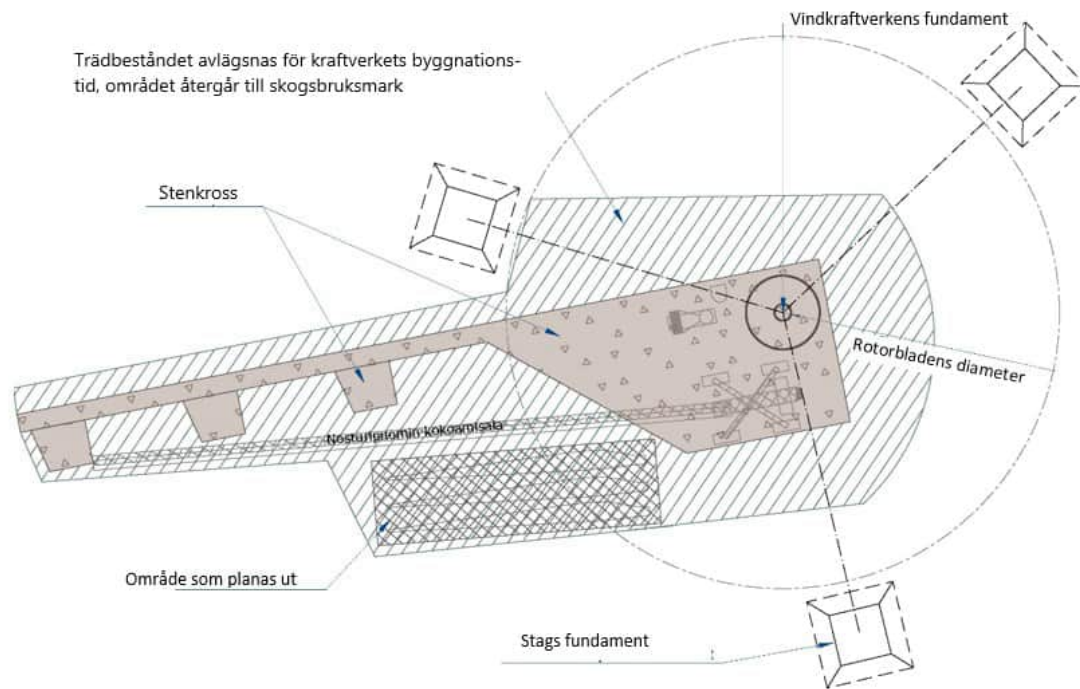 Vindkraftverkens fundament
Trädbeståndet avlägsnas för kraftverkets byggnations-
tid, området återgår till skogsbruksmark
Stenkross
Rotorbladens diameter
Nosturipuomin kokoamisala
Område som planas ut
Stags fundament